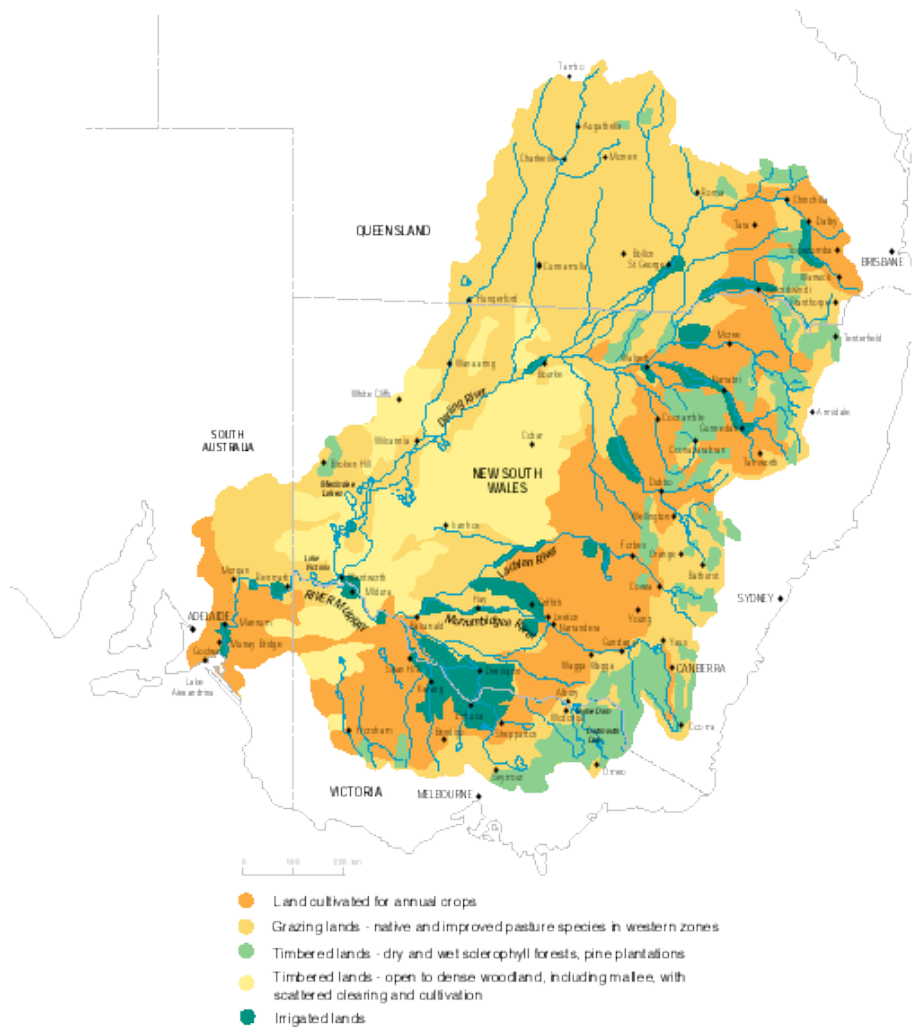 Tambo
Augathella
Charleville
Morven
Roma
Chinchilla
Tara
Dalby
QUEENSLAND
Toowoomba
Bollon
St George
BRISBANE
Cunnamulla
Warwick
Goondiwindi
Stanthorpe
Hungerford
Tenterfield
Moree
Walgett
Wanaaring
Bourke
Narrabri
White Cliffs
Darling River
Armidale
Coonamble
Gunnedah
SOUTH
AUSTRALIA
Wilcannia
Cobar
Coonabarabran
Tamworth
Broken Hill
NEW SOUTH
WALES
Menindee
Lakes
Dubbo
Wellington
Ivanhoe
Lachlan River
Forbes
Orange
Lake
Victoria
Bathurst
Morgan
Renmark
Wentworth
Mildura
Cowra
SYDNEY
RIVER MURRAY
Hay
Griffith
Young
ADELAIDE
Mannum
Balranald
Murrumbidgee River
Leeton
Narrandera
Murray Bridge
Goolwa
Gundagai
Yass
Swan Hill
Wagga Wagga
CANBERRA
Lake
Alexandrina
Deniliquin
Kerang
Albury
Echuca
Wodonga
Hume Dam
Cooma
Horsham
Bendigo
Shepparton
Dartmouth
Dam
Seymour
Omeo
VICTORIA
MELBOURNE
0 100 200 km
Land cultivated for annual crops
Grazing lands - native and improved pasture species in western zones
Timbered lands - dry and wet sclerophyll forests, pine plantations
Timbered lands - open to dense woodland, including mallee, with
scattered clearing and cultivation
Irrigated lands